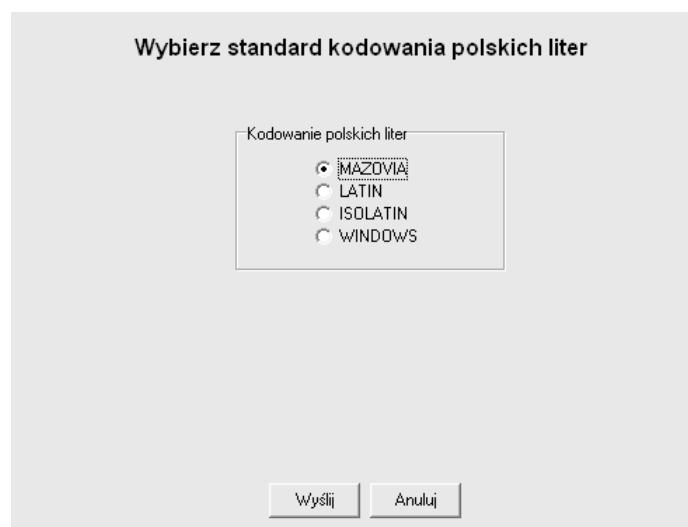 Wybierz standard kodowania polskich liter
Kodowanie polskich liter
MAZOVIA
LATIN
ISOLATIN
WINDOWS
Wyślij Anuluj